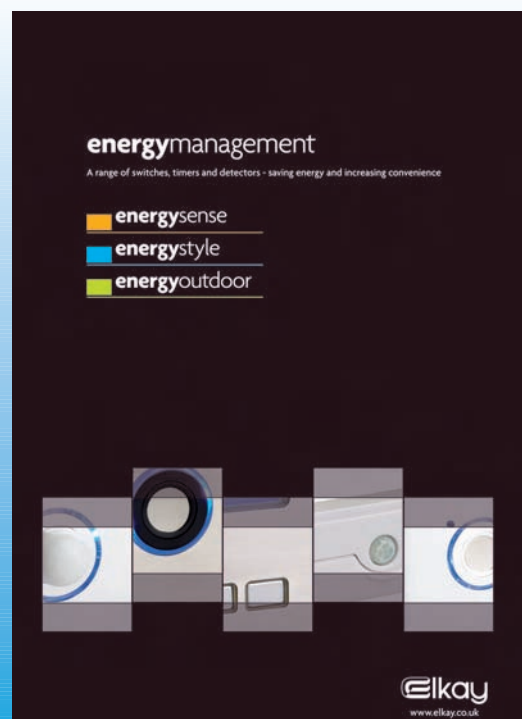 energymanagement
A range of switches, timers and detectors - saving energy and increasing convenience
energysense
energystyle
energyoutdoor
Elkay
www.elkay.co.uk